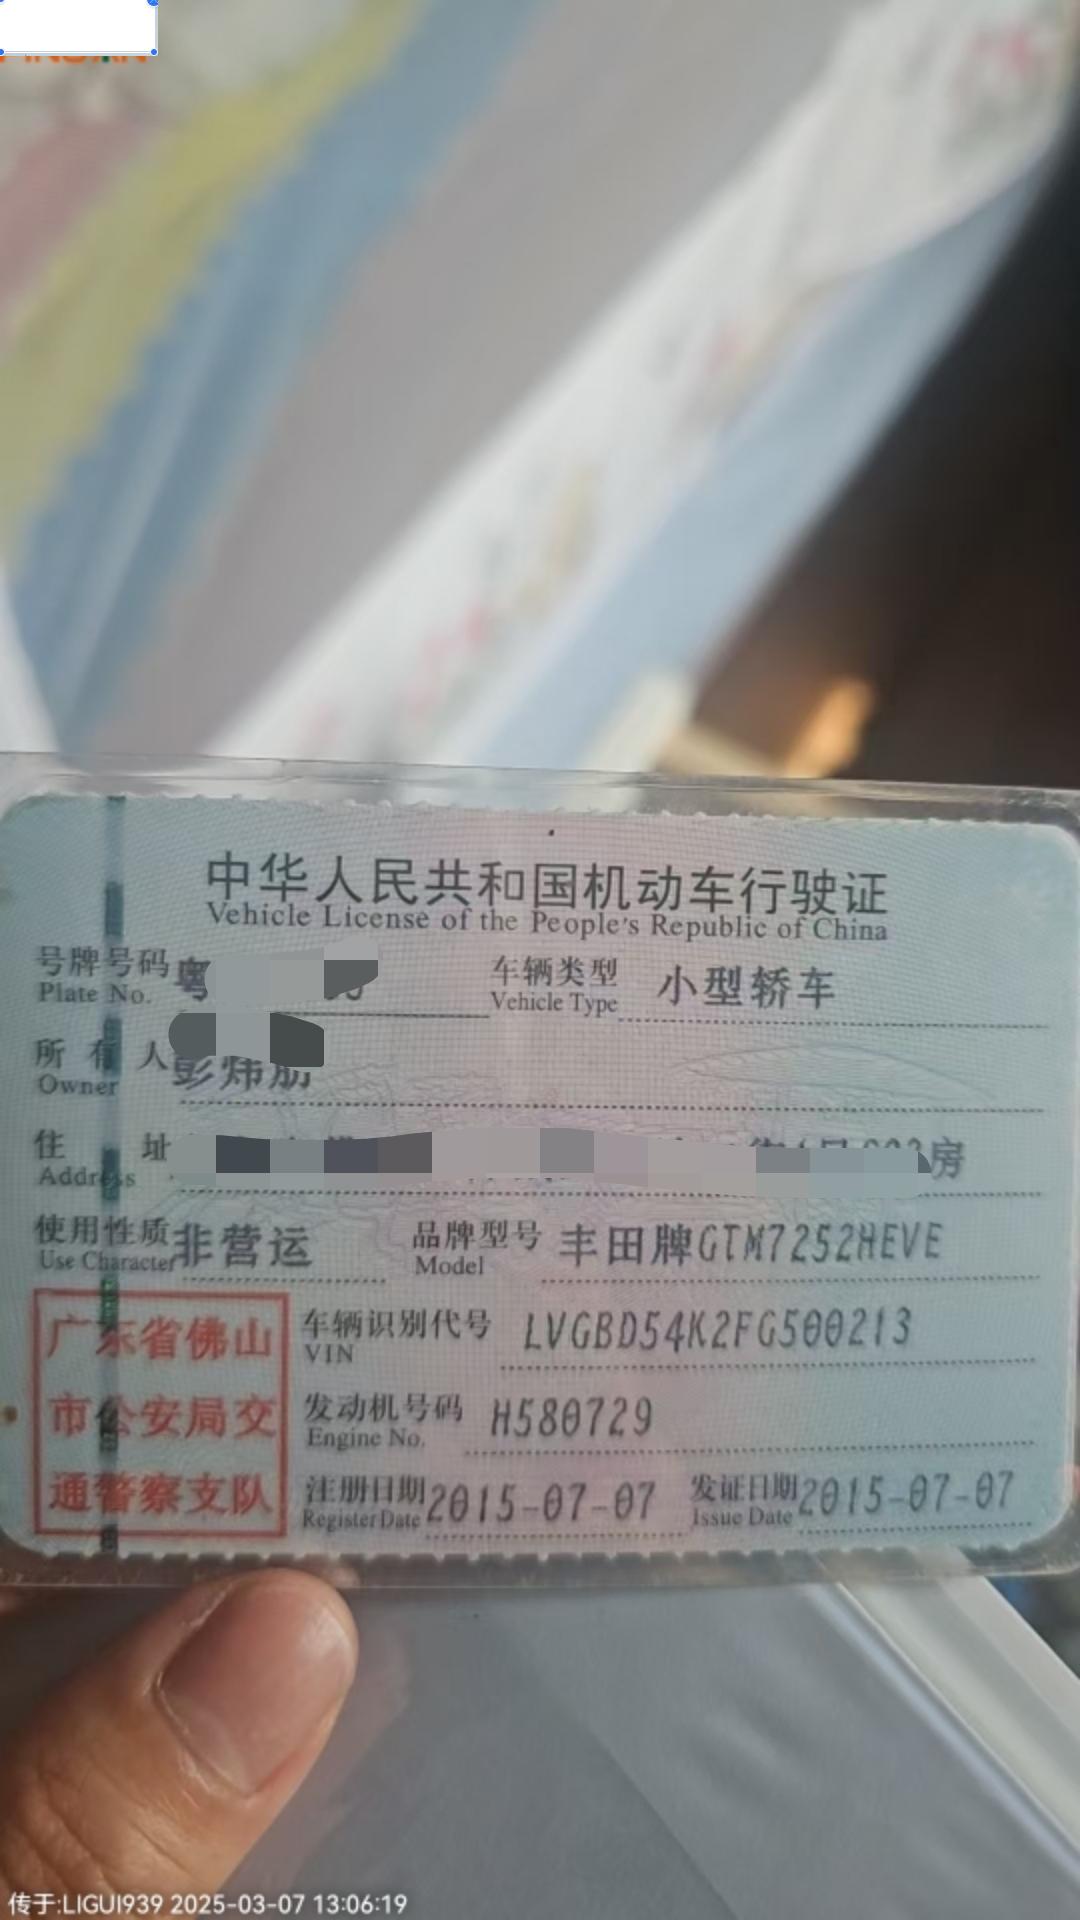 中华人民共和国机动车行驶证
Vehicle License of the People's Republic of China
号牌号码 粤 车辆类型 小型轿车
Plate No. Vehicle Type
所有人
Owner
住址 房
Address
使用性质 非营运 品牌型号 丰田牌GTM7252HEVE
Use Character Model
广东省佛山
市公安局交
通警察支队
车辆识别代号 LVGBD54K2FG500213
VIN
发动机号码 H580729
Engine No.
注册日期 2015-07-07 发证日期 2015-07-07
Register Date Issue Date
传于:LIGUI939 2025-03-07 13:06:19